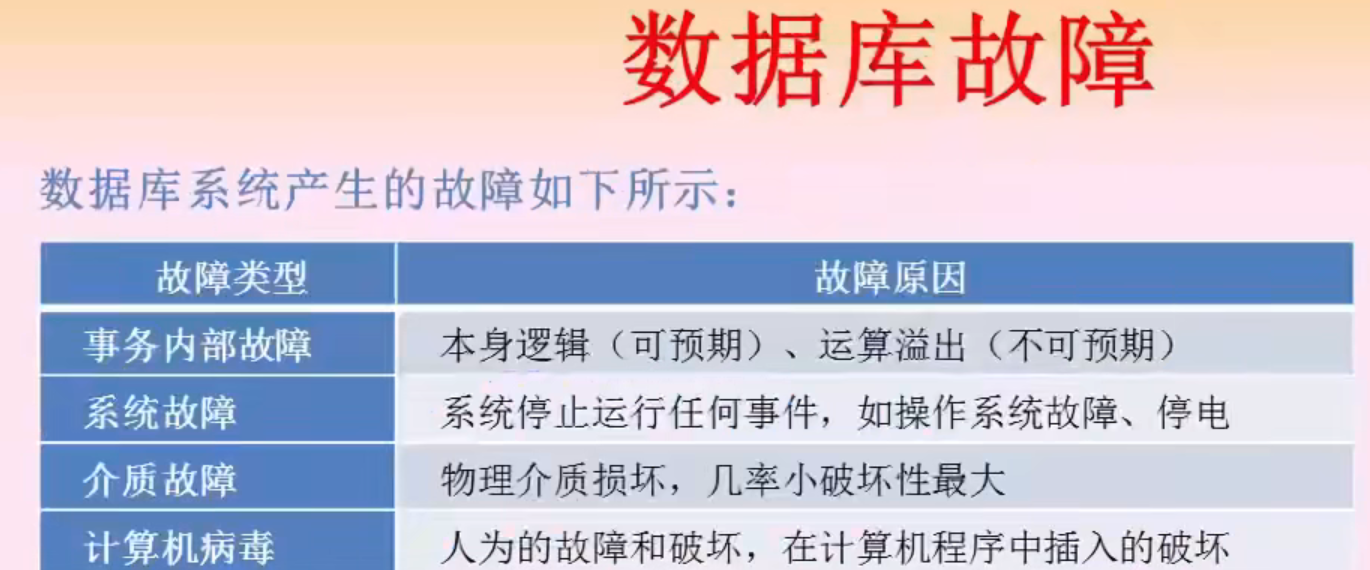 数据库故障
数据库系统产生的故障如下所示：
故障类型 故障原因
事务内部故障 本身逻辑（可预期）、运算溢出（不可预期）
系统故障 系统停止运行任何事件，如操作系统故障、停电
介质故障 物理介质损坏，几率小破坏性最大
计算机病毒 人为的故障和破坏，在计算机程序中插入的破坏